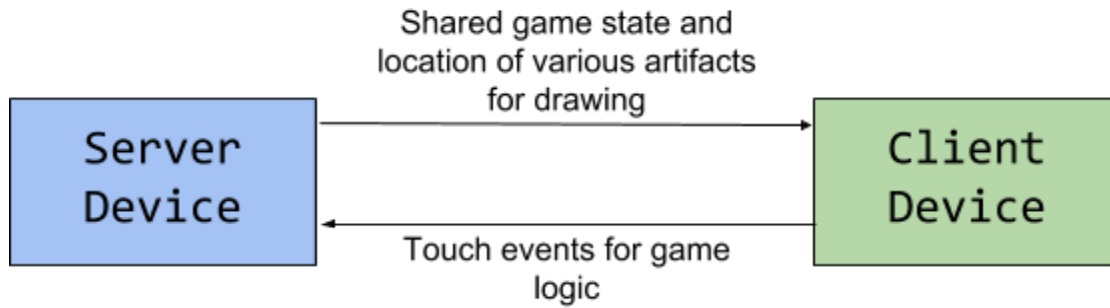 Shared game state and
location of various artifacts
for drawing
Server
Device
Client
Device
Touch events for game
logic